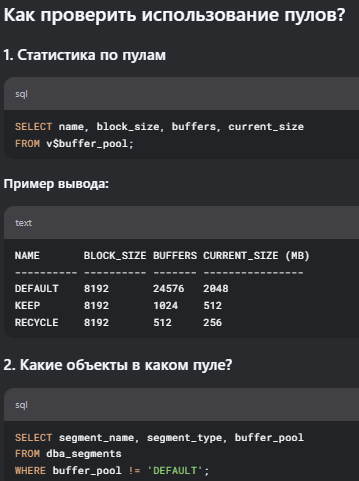 Как проверить использование пулов?
1. Статистика по пулам
sql
SELECT name, block_size, buffers, current_size
FROM v$buffer_pool;
Пример вывода:
text
NAME       BLOCK_SIZE BUFFERS CURRENT_SIZE (MB)
---------- ---------- ------- ----------------
DEFAULT    8192       24576   2048
KEEP       8192       1024    512
RECYCLE    8192       512     256
2. Какие объекты в каком пуле?
sql
SELECT segment_name, segment_type, buffer_pool
FROM dba_segments
WHERE buffer_pool != 'DEFAULT';